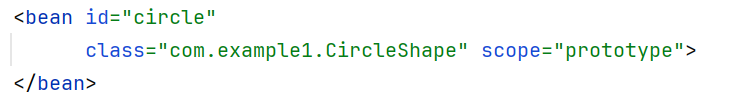 <bean id="circle"
class="com.example1.CircleShape" scope="prototype">
</bean>